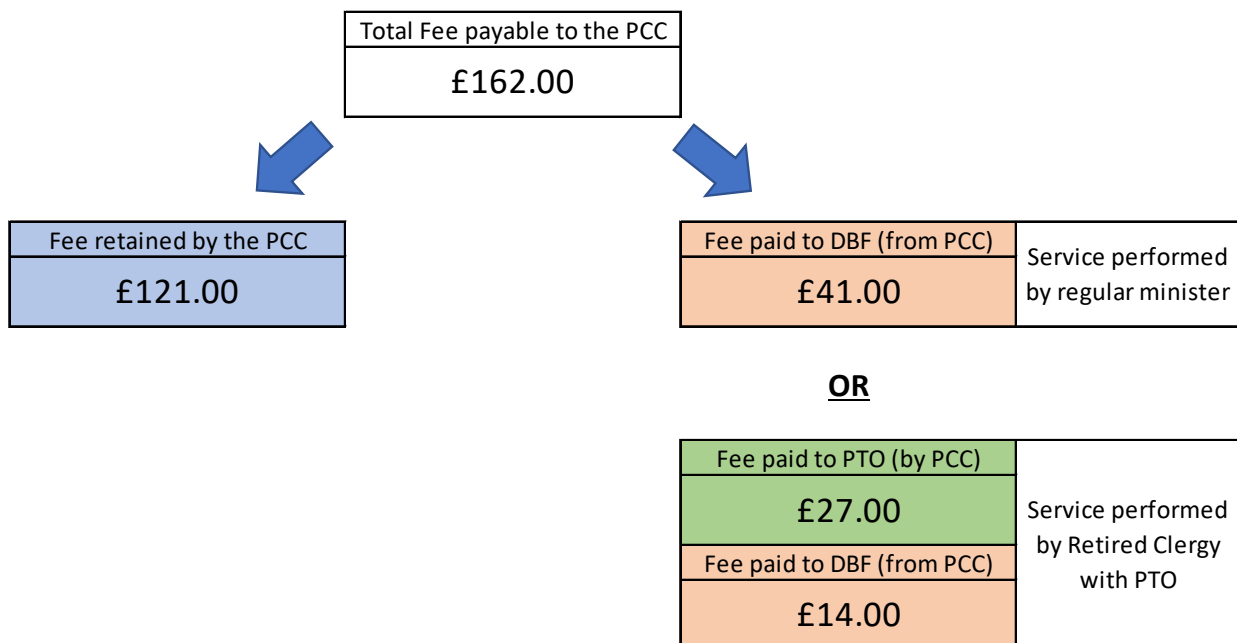 Total Fee payable to the PCC
£162.00
Fee retained by the PCC
£121.00
Fee paid to DBF (from PCC)
£41.00
Service performed
by regular minister
OR
Fee paid to PTO (by PCC)
£27.00
Fee paid to DBF (from PCC)
£14.00
Service performed
by Retired Clergy
with PTO